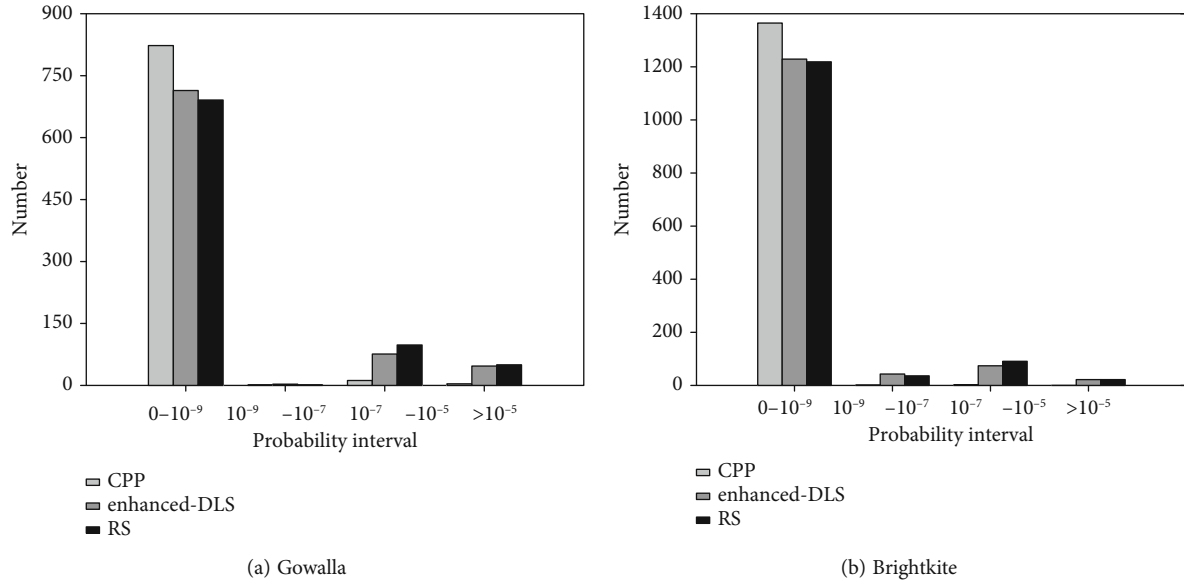 900
750
600
450
300
150
0
Number
0–10⁻⁹ 10⁻⁹ –10⁻⁷ 10⁻⁷ –10⁻⁵ >10⁻⁵
Probability interval
CPP
enhanced-DLS
RS
(a) Gowalla
1400
1200
1000
800
600
400
200
0
Number
0–10⁻⁹ 10⁻⁹ –10⁻⁷ 10⁻⁷ –10⁻⁵ >10⁻⁵
Probability interval
CPP
enhanced-DLS
RS
(b) Brightkite